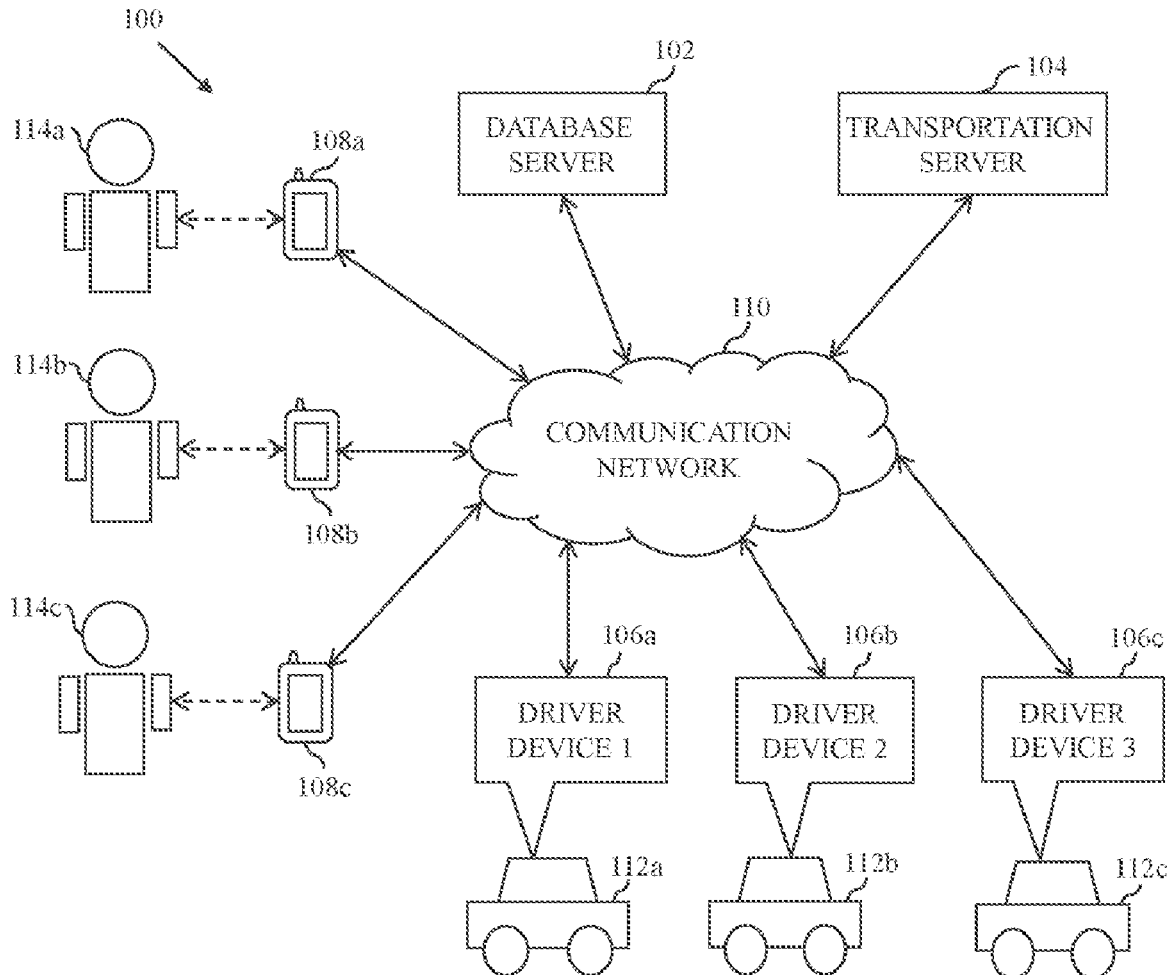 100
102
104
114a
108a
DATABASE
SERVER
TRANSPORTATION
SERVER
110
114b
COMMUNICATION
NETWORK
108b
114c
106a
106b
106c
DRIVER
DEVICE 1
DRIVER
DEVICE 2
DRIVER
DEVICE 3
108c
112a
112b
112c